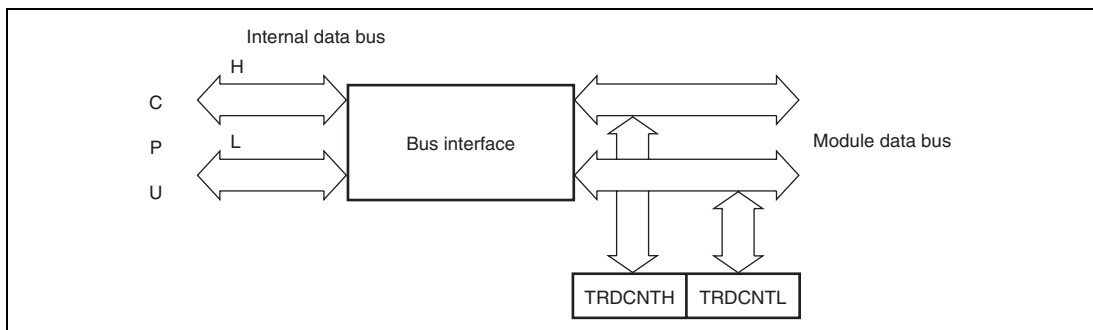 Internal data bus
H
C
P
U
L
Bus interface
Module data bus
TRDCNTH
TRDCNTL